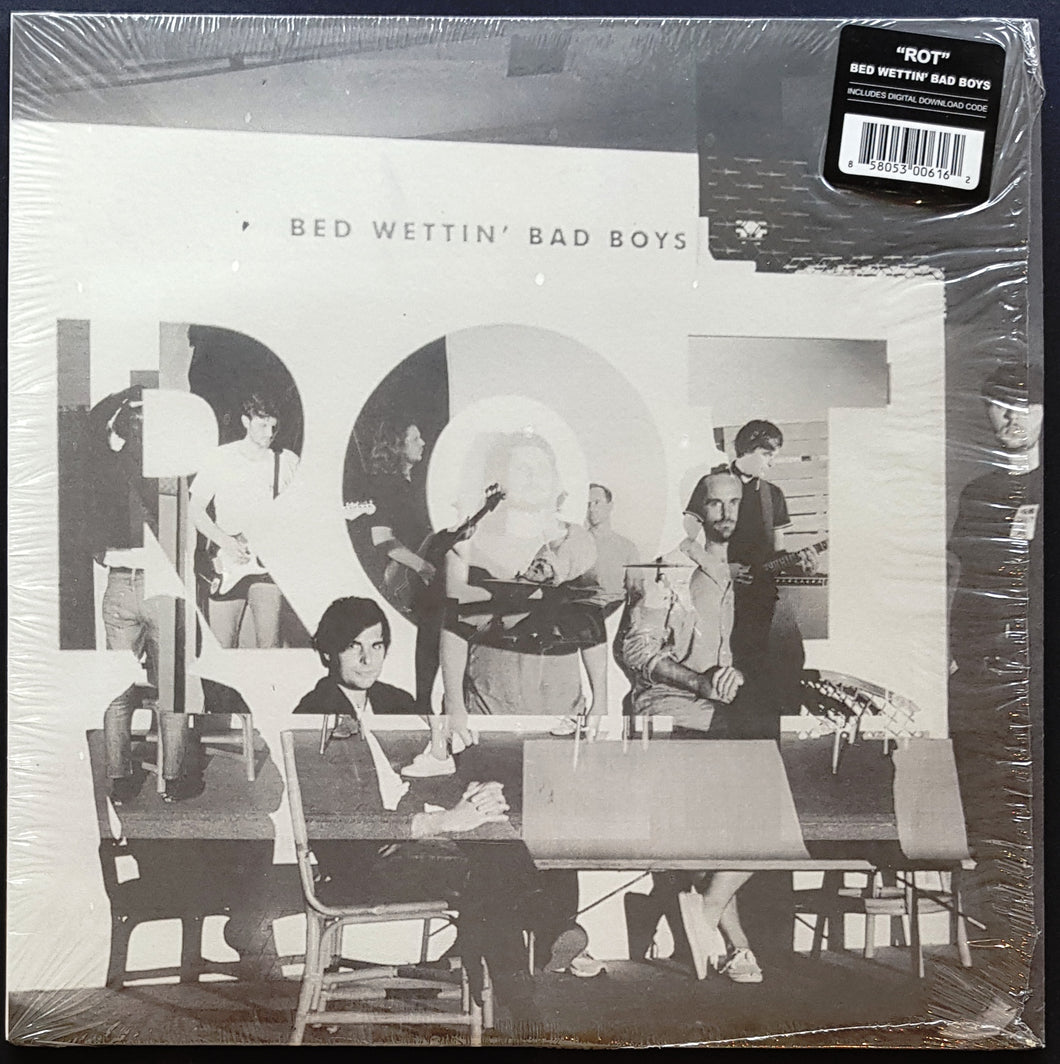 “ROT”
BED WETTIN’ BAD BOYS
INCLUDES DIGITAL DOWNLOAD CODE
8 58053 00616 2
BED WETTIN’ BAD BOYS
ROT